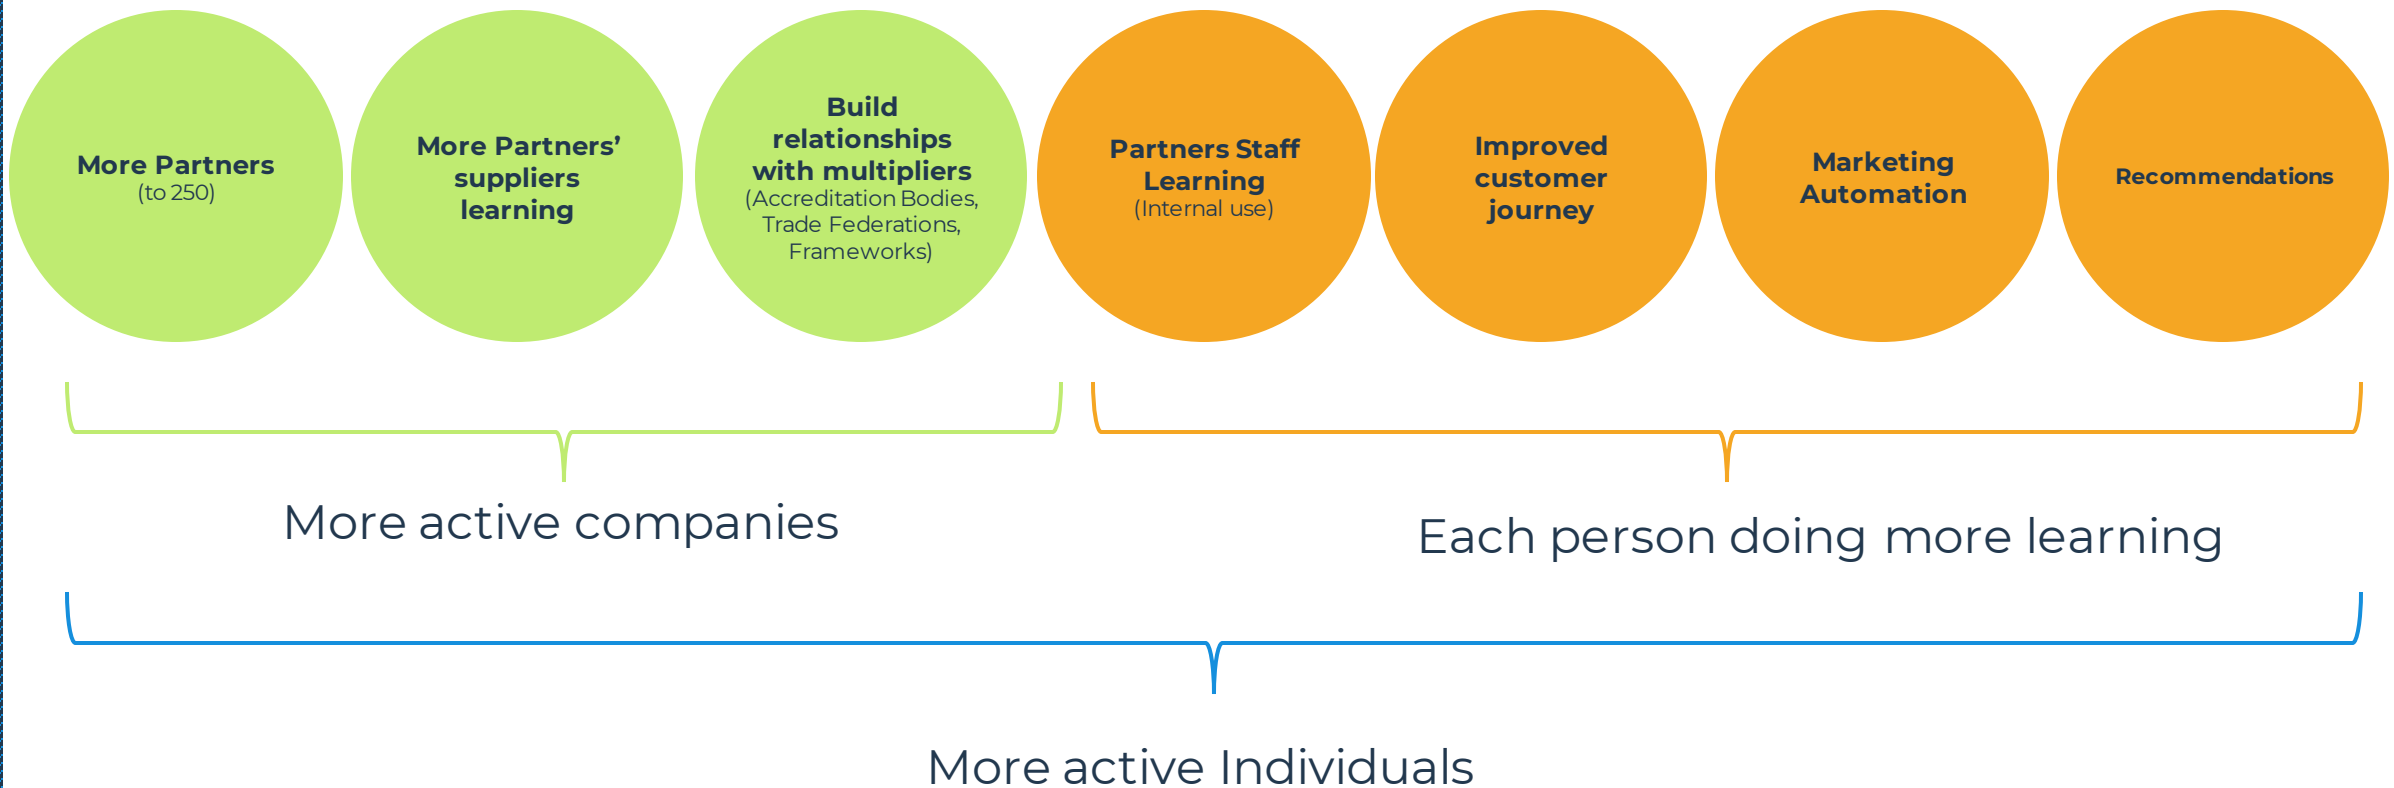 More Partners
(to 250)
More Partners’
suppliers
learning
Build
relationships
with multipliers
(Accreditation Bodies,
Trade Federations,
Frameworks)
Partners Staff
Learning
(Internal use)
Improved
customer
journey
Marketing
Automation
Recommendations
More active companies
Each person doing more learning
More active Individuals